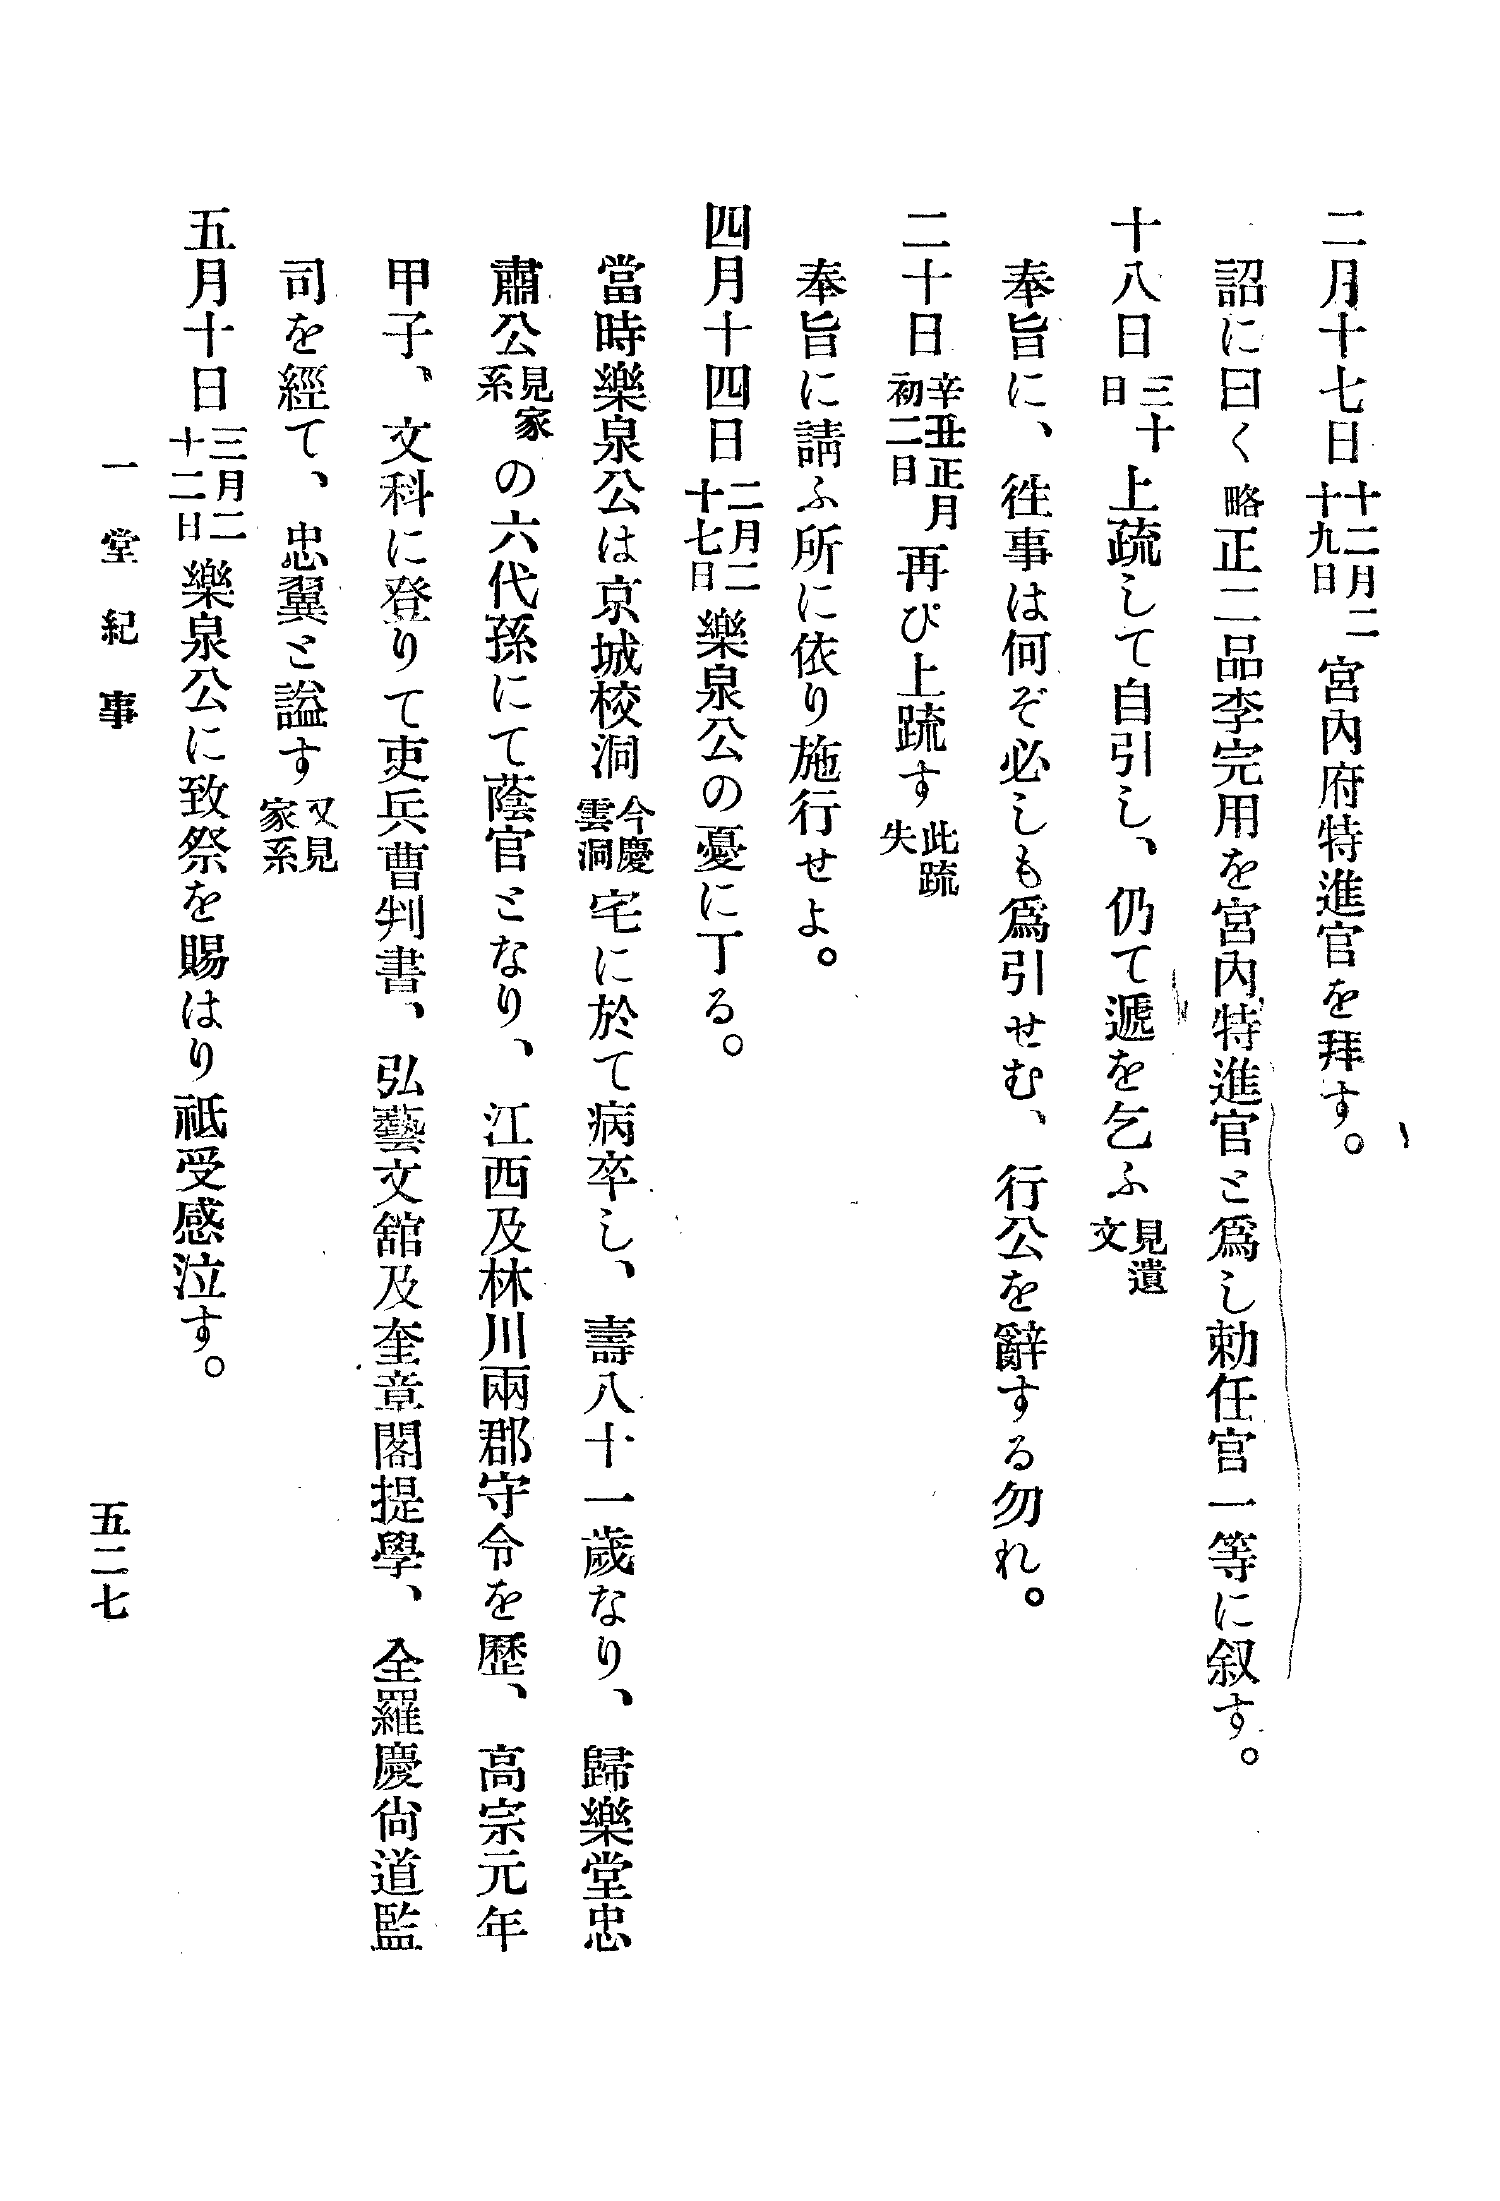 二月十七日十二月二十九日宮內府特進官を拜す。
詔に曰く略正二品李完用を宮內特進官と爲し勅任官一等に叙す。
十八日三十日上疏して自引し、仍て遞を乞ふ見遺文
奉旨に、徃事は何ぞ必しも爲引せむ、行公を辭する勿れ。
二十日辛丑正月初二日再び上疏す此疏失
奉旨に請ふ所に依り施行せよ。
四月十四日二月二十七日樂泉公の憂に丁る。
當時樂泉公は京城校洞今慶雲洞宅に於て病卒し、壽八十一歲なり、歸樂堂忠
肅公見家系の六代孫にて蔭官となり、江西及林川兩郡守令を歷、高宗元年
甲子、文科に登りて吏兵曹判書、弘藝文舘及奎章閣提學、全羅慶尙道監
司を經て、忠翼と謚す又見家系
五月十日三月二十二日樂泉公に致祭を賜はり祗受感泣す。
一堂紀事
五二七